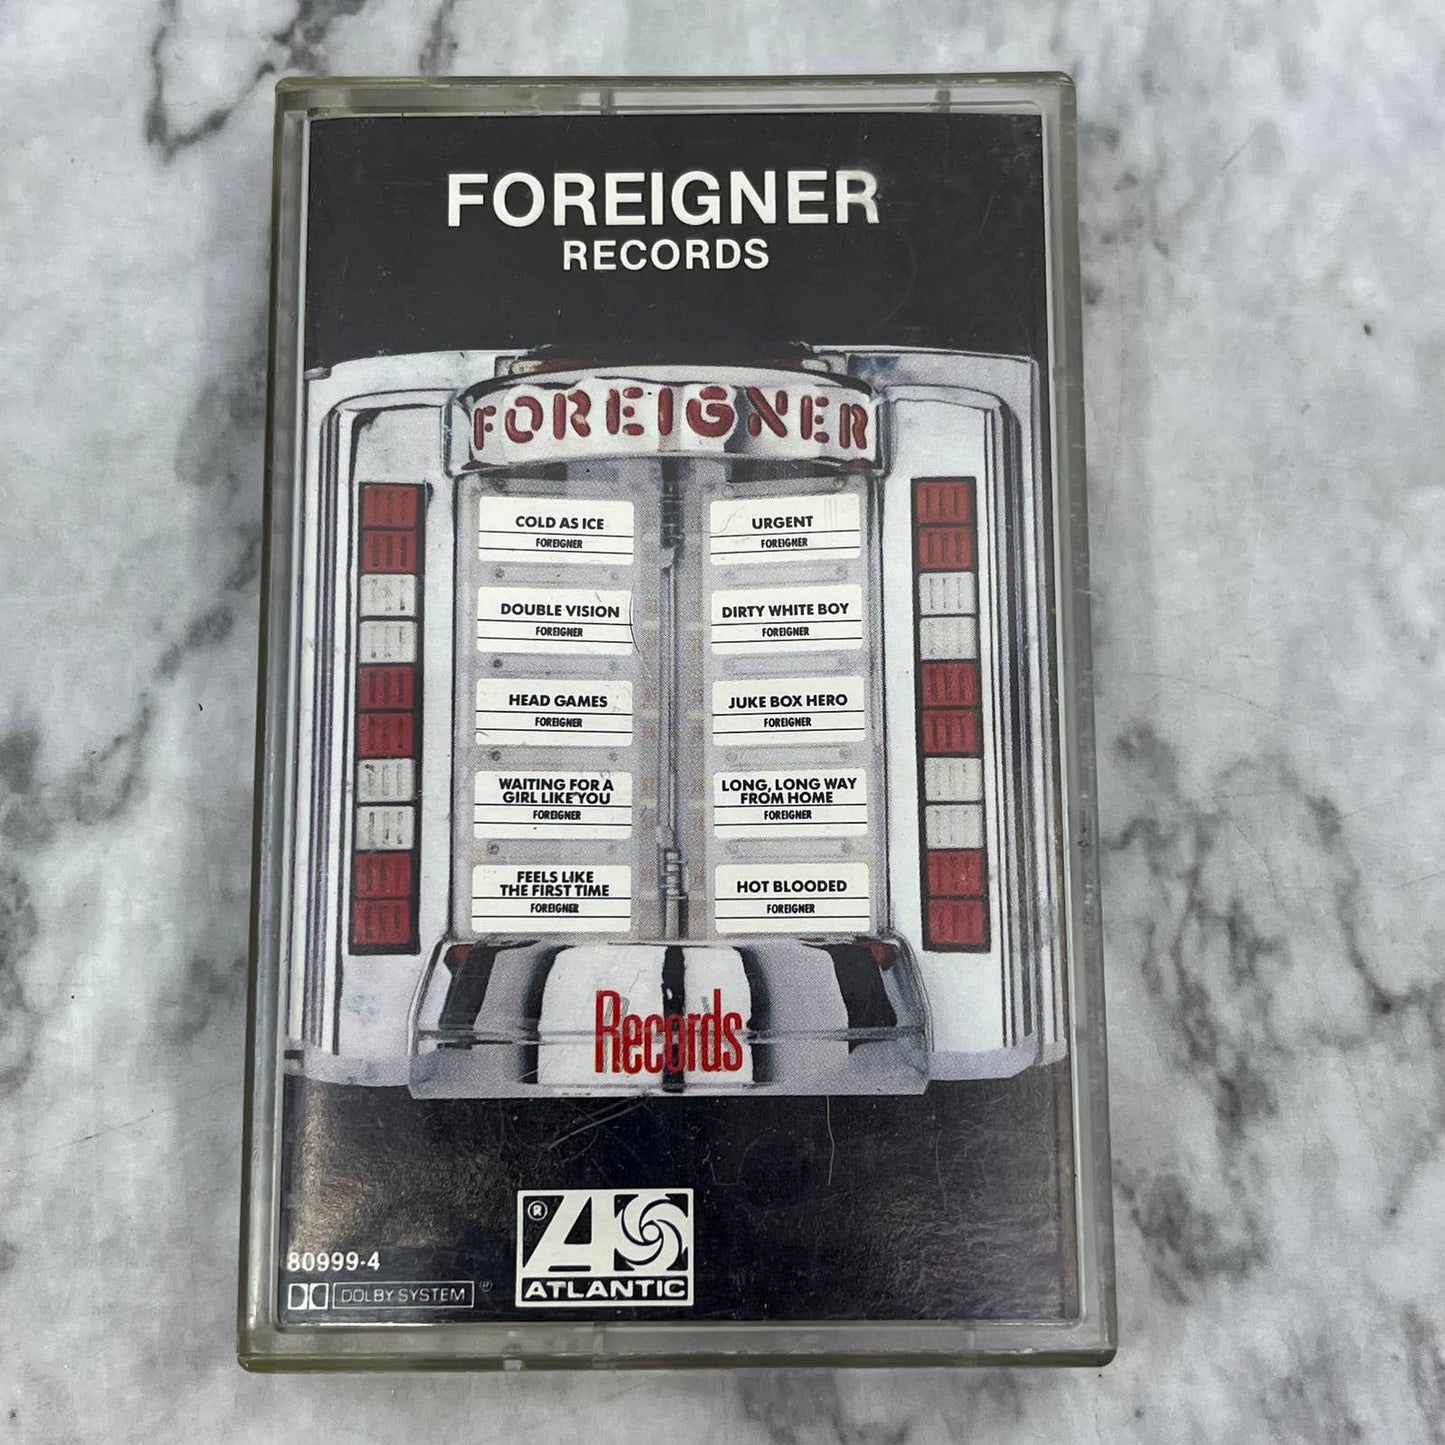 FOREIGNER
RECORDS
FOREIGNER
COLD AS ICE
FOREIGNER
DOUBLE VISION
FOREIGNER
HEAD GAMES
FOREIGNER
WAITING FOR A
GIRL LIKE YOU
FOREIGNER
FEELS LIKE
THE FIRST TIME
FOREIGNER
URGENT
FOREIGNER
DIRTY WHITE BOY
FOREIGNER
JUKE BOX HERO
FOREIGNER
LONG, LONG WAY
FROM HOME
FOREIGNER
HOT BLOODED
FOREIGNER
Records
80999-4
DOLBY SYSTEM ®
® A
ATLANTIC